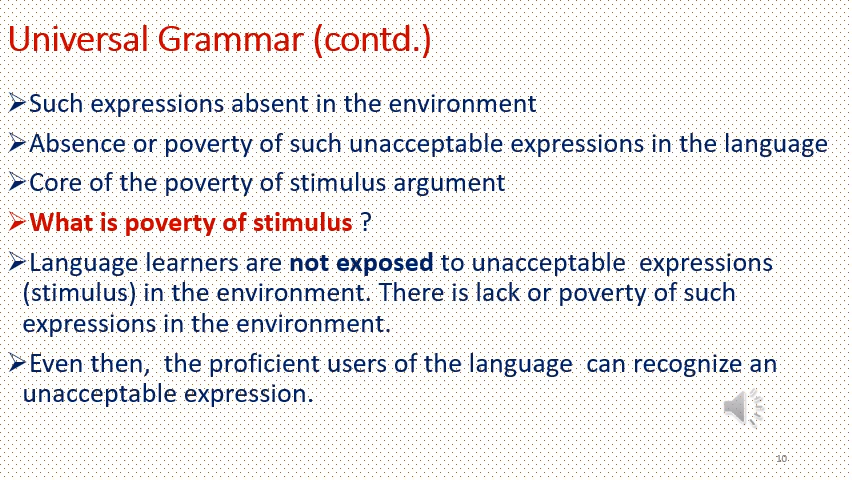 Universal Grammar (contd.)
➢Such expressions absent in the environment
➢Absence or poverty of such unacceptable expressions in the language
➢Core of the poverty of stimulus argument
➢What is poverty of stimulus ?
➢Language learners are not exposed to unacceptable  expressions
(stimulus) in the environment. There is lack or poverty of such
expressions in the environment.
➢Even then,  the proficient users of the language  can recognize an
unacceptable expression.
10